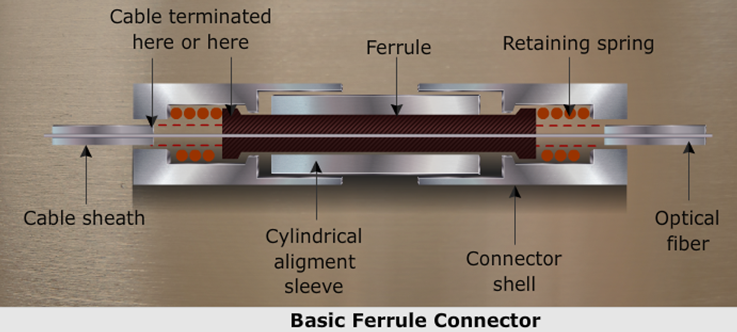 Cable terminated
here or here
Ferrule
Retaining spring
Cable sheath
Cylindrical
aligment
sleeve
Connector
shell
Optical
fiber
Basic Ferrule Connector